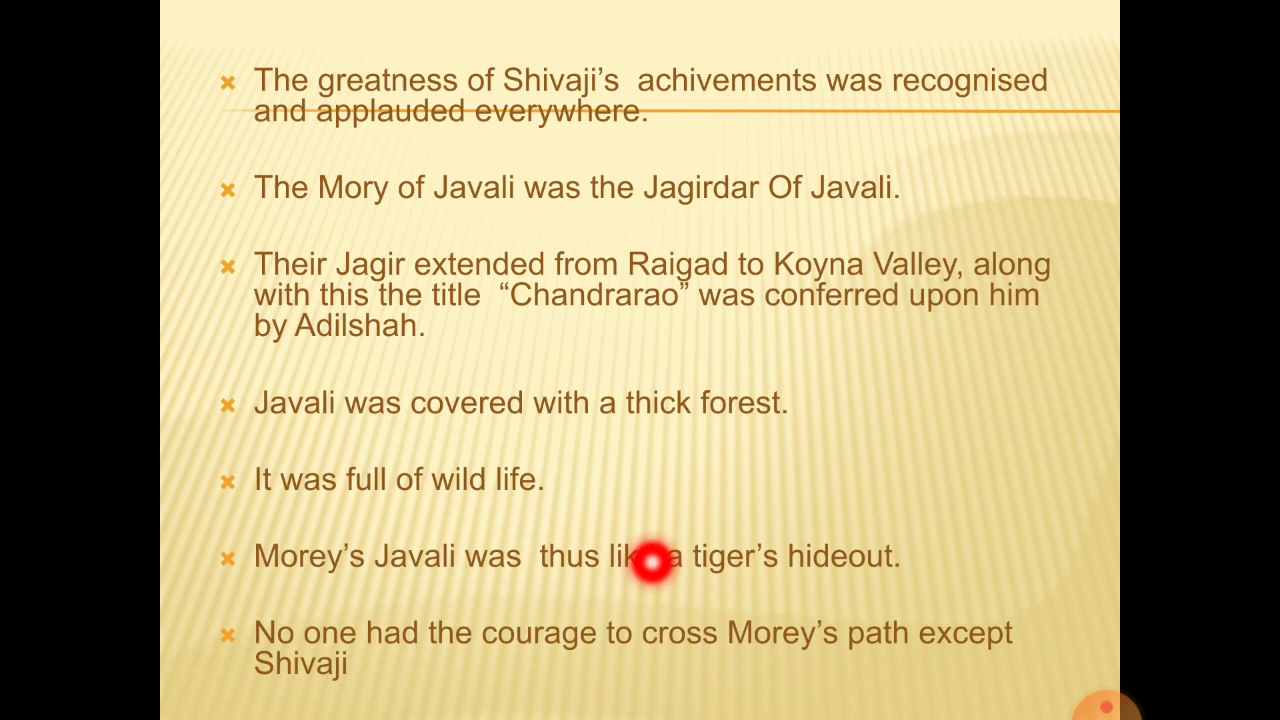 The greatness of Shivaji’s  achivements was recognised
and applauded everywhere.
The Mory of Javali was the Jagirdar Of Javali.
Their Jagir extended from Raigad to Koyna Valley, along
with this the title  “Chandrarao” was conferred upon him
by Adilshah.
Javali was covered with a thick forest.
It was full of wild life.
Morey’s Javali was  thus like a tiger’s hideout.
No one had the courage to cross Morey’s path except
Shivaji